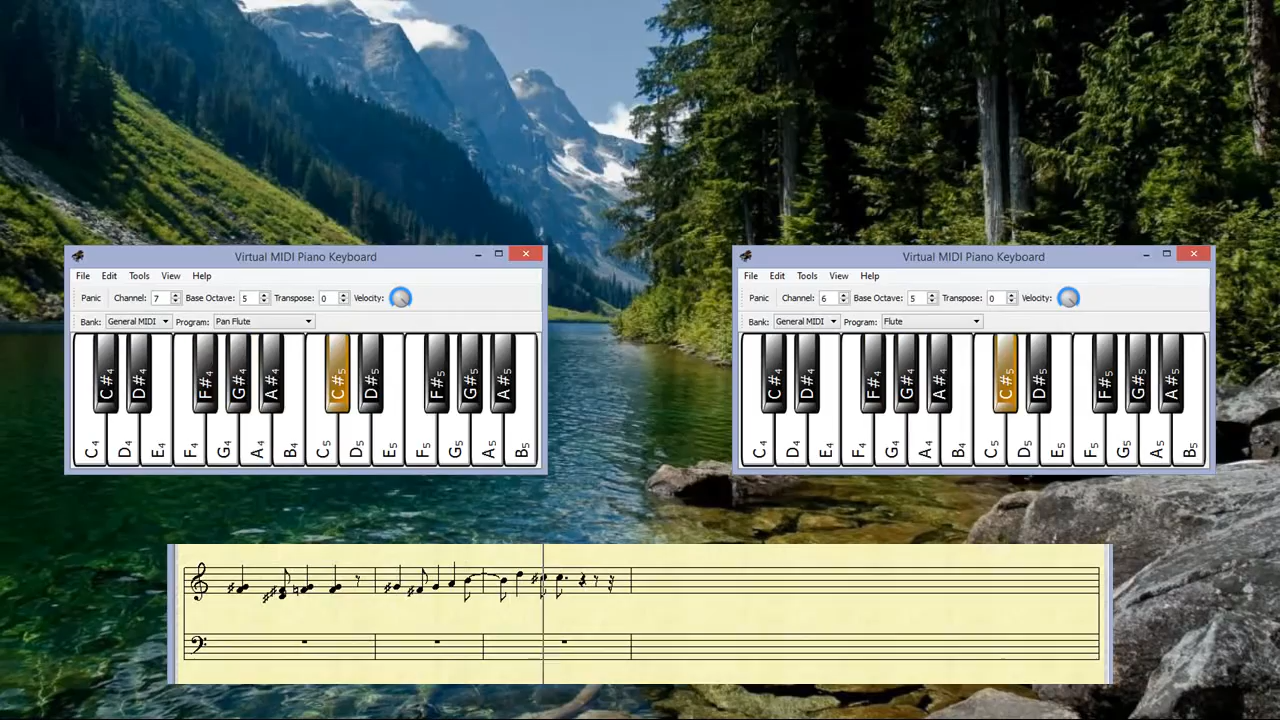 Virtual MIDI Piano Keyboard
File Edit Tools View Help
Panic Channel: 7 Base Octave: 5 Transpose: 0 Velocity:
Bank: General MIDI Program: Pan Flute
C#4 D#4 F#4 G#4 A#4 C#5 D#5 F#5 G#5 A#5
C4 D4 E4 F4 G4 A4 B4 C5 D5 E5 F5 G5 A5 B5
Virtual MIDI Piano Keyboard
File Edit Tools View Help
Panic Channel: 6 Base Octave: 5 Transpose: 0 Velocity:
Bank: General MIDI Program: Flute
C#4 D#4 F#4 G#4 A#4 C#5 D#5 F#5 G#5 A#5
C4 D4 E4 F4 G4 A4 B4 C5 D5 E5 F5 G5 A5 B5